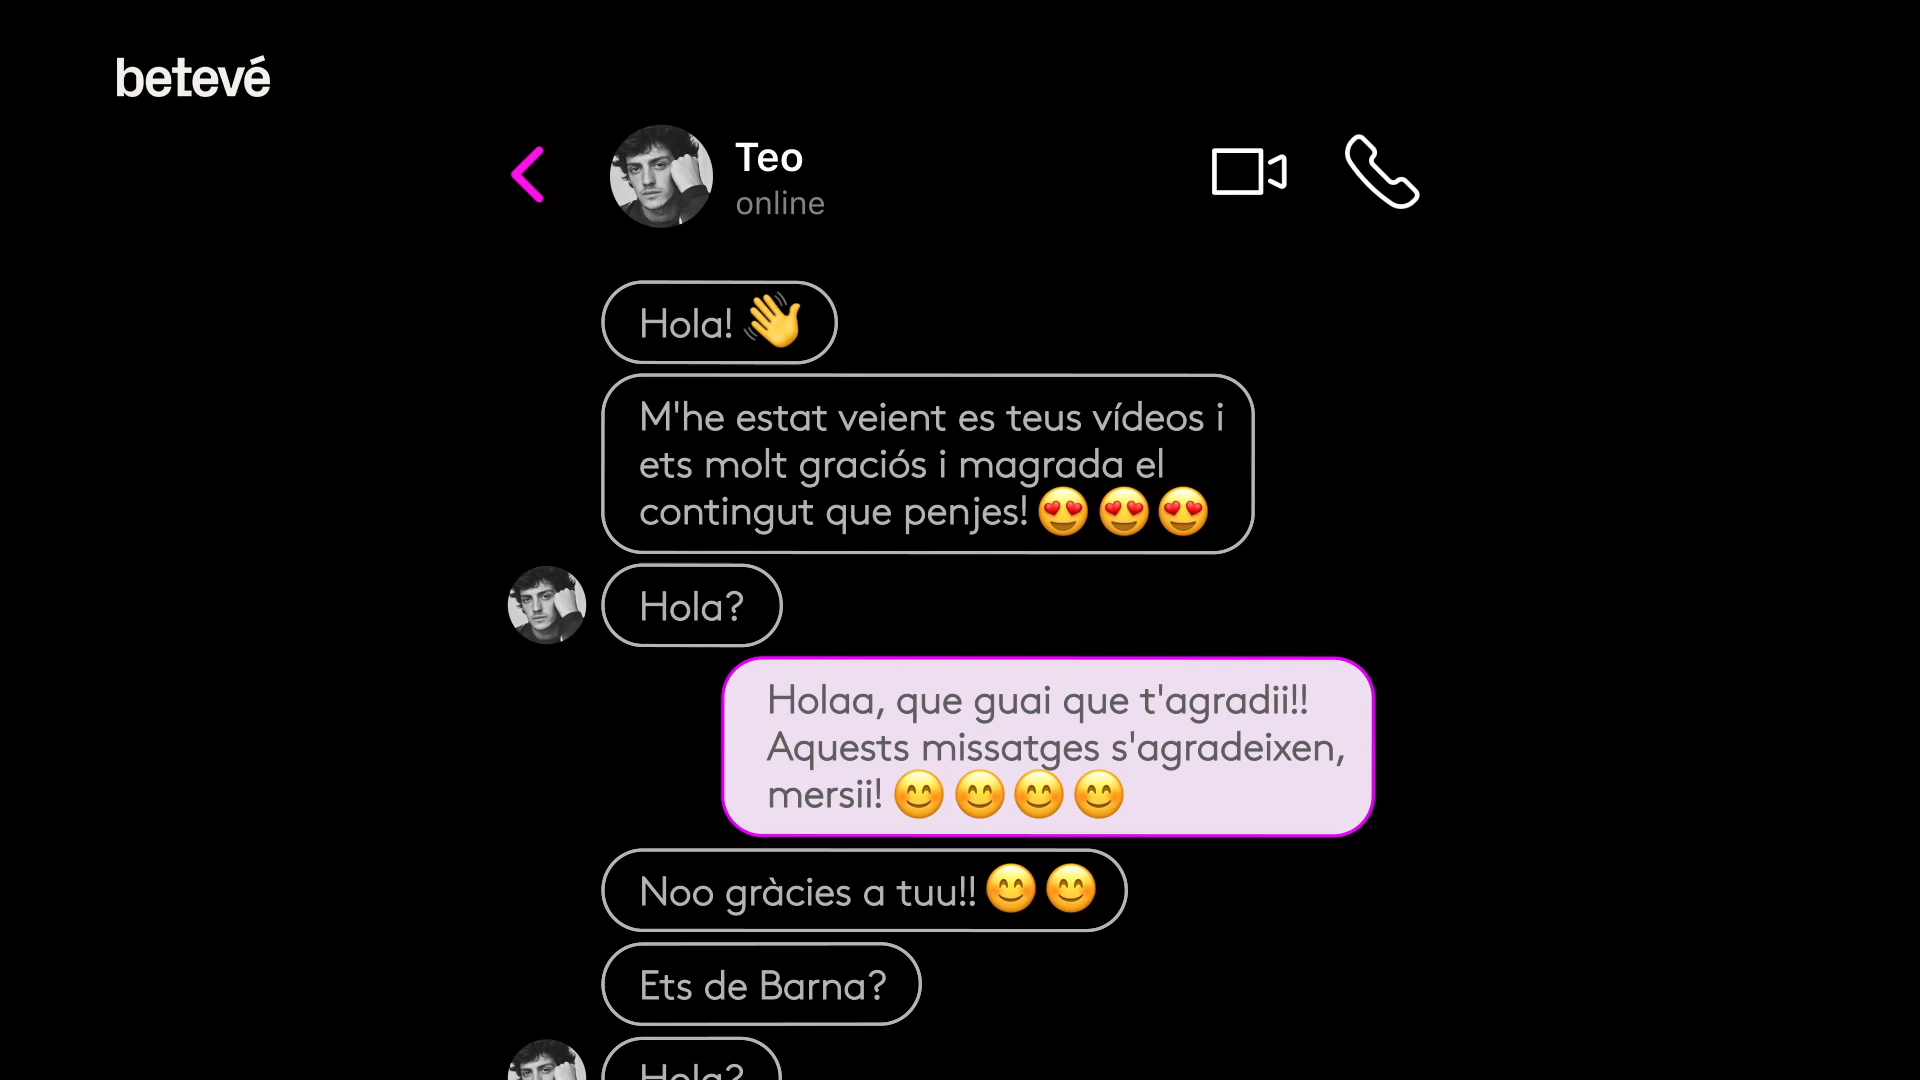 betevé
Teo
online
Hola! 👋
M'he estat veient es teus vídeos i
ets molt graciós i magrada el
contingut que penjes! 😍 😍 😍
Hola?
Holaa, que guai que t'agradii!!
Aquests missatges s'agradeixen,
mersii! 😊 😊 😊 😊
Noo gràcies a tuu!! 😊 😊
Ets de Barna?
Hola?